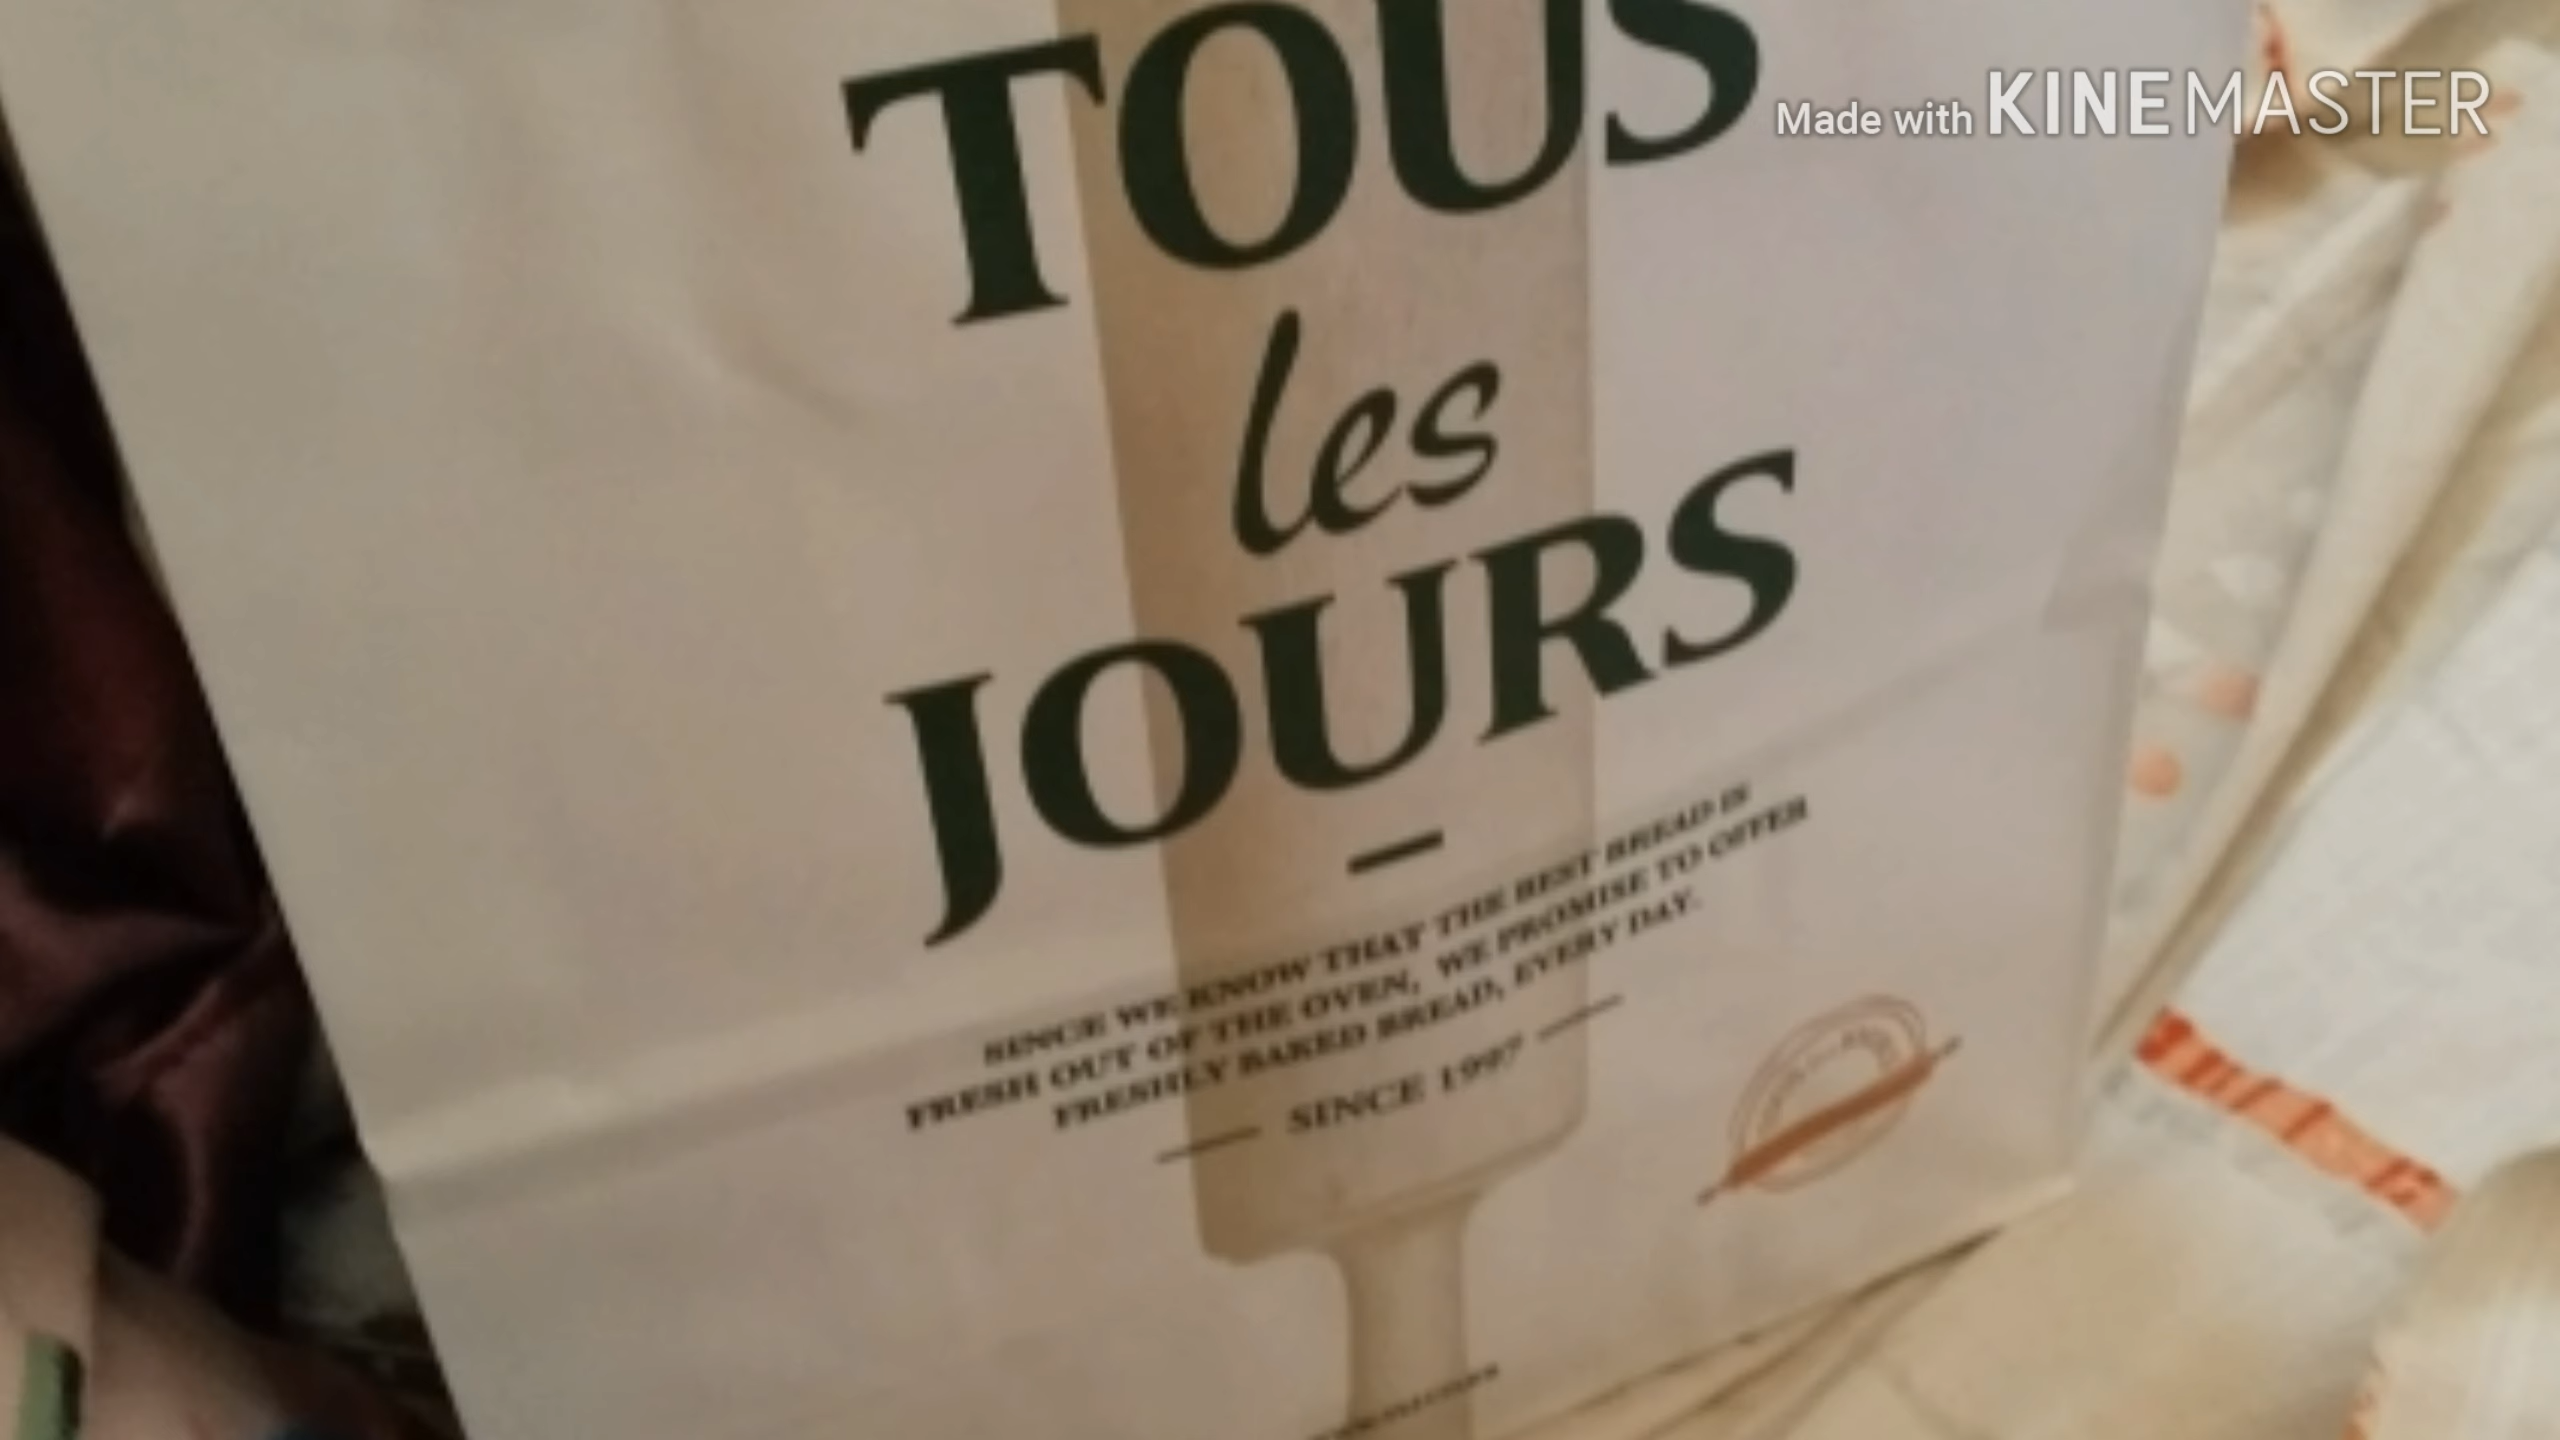 Made with KINEMASTER
TOUS
les
JOURS
SINCE WE KNOW THAT THE BEST BREAD IS
FRESH OUT OF THE OVEN, WE PROMISE TO OFFER
FRESHLY BAKED BREAD, EVERY DAY.
SINCE 1997